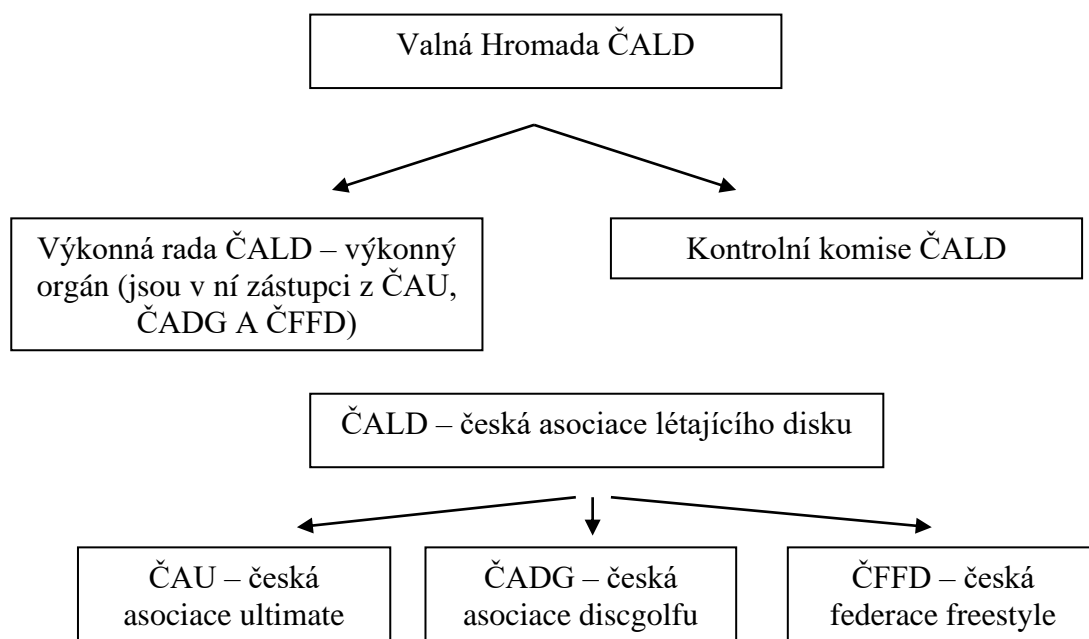 Valná Hromada ČALD
Výkonná rada ČALD – výkonný
orgán (jsou v ní zástupci z ČAU,
ČADG A ČFFD)
Kontrolní komise ČALD
ČALD – česká asociace létajícího disku
ČAU – česká
asociace ultimate
ČADG – česká
asociace discgolfu
ČFFD – česká
federace freestyle